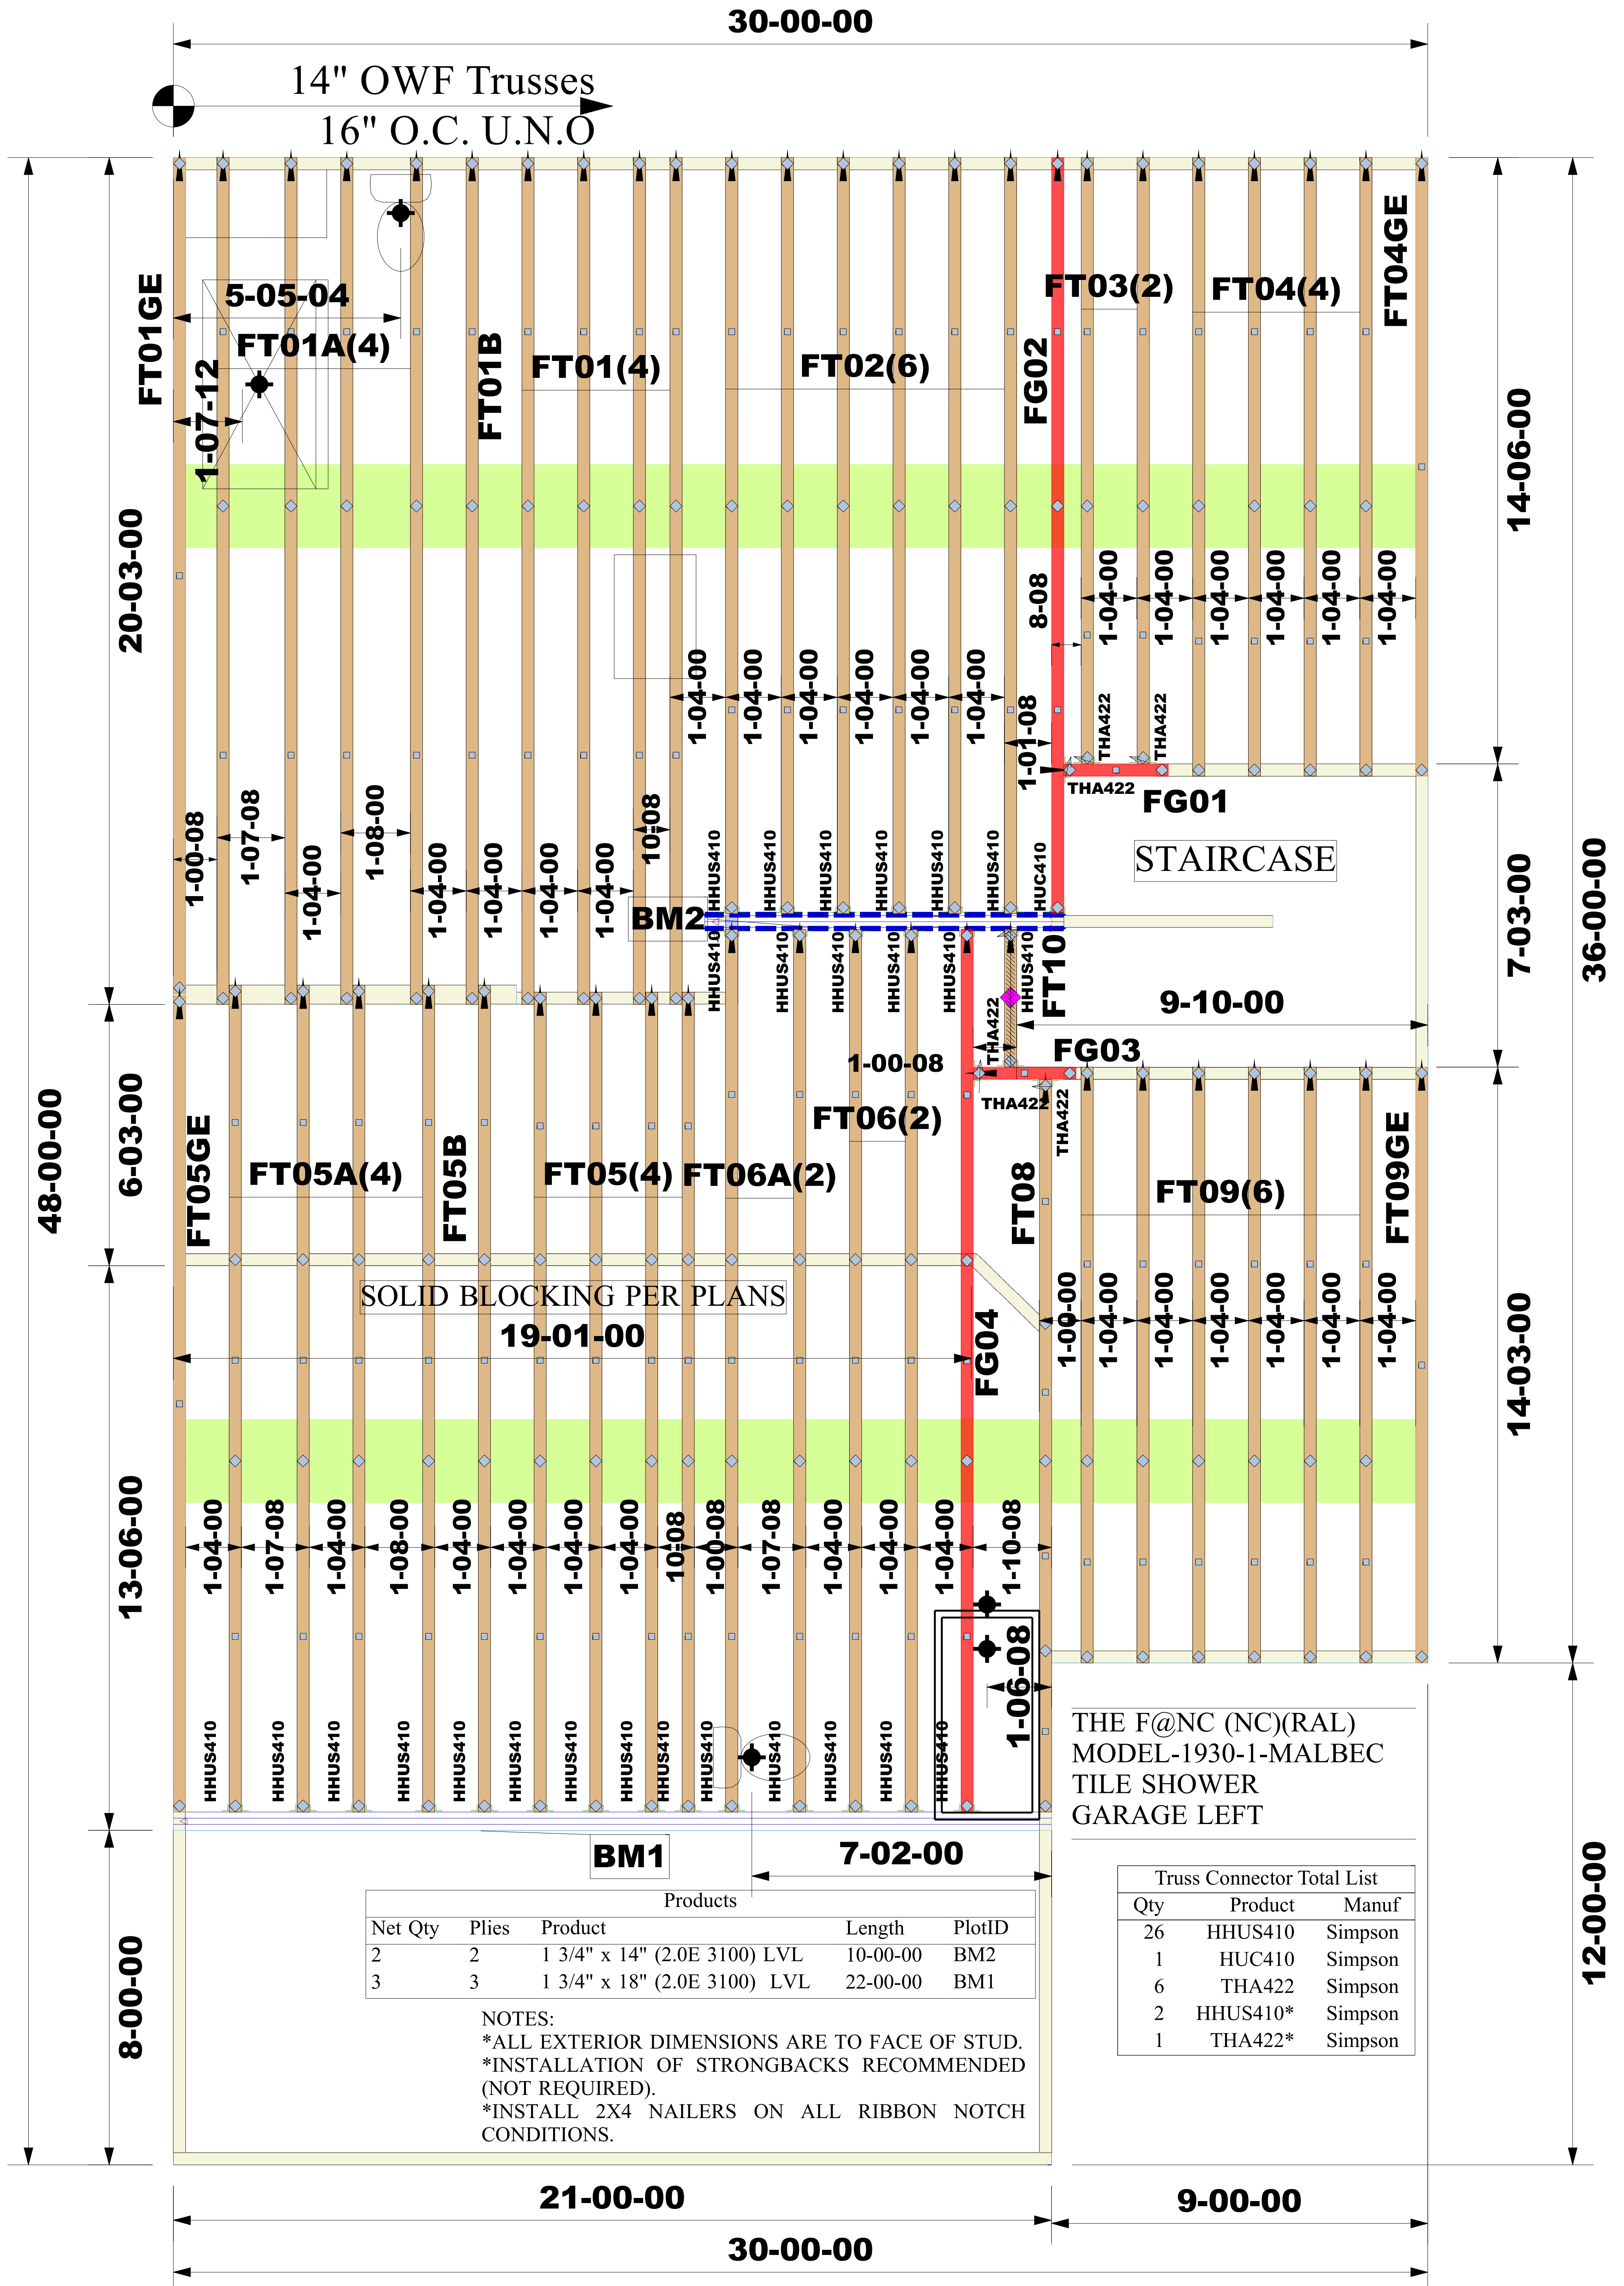 30-00-00
14" OWF Trusses
16" O.C. U.N.O
FT01GE
5-05-04
FT01A(4)
1-07-12
FT01B
FT01(4)
FT02(6)
FG02
FT03(2)
FT04(4)
FT04GE
14-06-00
20-03-00
36-00-00
48-00-00
8-08
1-04-00
1-04-00
1-04-00
1-04-00
1-04-00
1-04-00
1-04-00
1-04-00
1-04-00
1-04-00
1-04-00
1-04-00
1-01-08
THA422
THA422
THA422
FG01
STAIRCASE
1-00-08
1-07-08
1-04-00
1-08-00
1-04-00
1-04-00
1-04-00
1-04-00
10-08
HHUS410
HHUS410
HHUS410
HHUS410
HHUS410
HHUS410
HUC410
BM2
7-03-00
HHUS410
HHUS410
HHUS410
HHUS410
HHUS410
HHUS410
FT10
9-10-00
THA422
1-00-08
FG03
THA422
THA422
6-03-00
FT05GE
FT05A(4)
FT05B
FT05(4)
FT06A(2)
FT06(2)
FT08
FT09(6)
FT09GE
SOLID BLOCKING PER PLANS
19-01-00
FG04
1-00-00
1-04-00
1-04-00
1-04-00
1-04-00
1-04-00
1-04-00
14-03-00
13-06-00
1-04-00
1-07-08
1-04-00
1-08-00
1-04-00
1-04-00
1-04-00
1-04-00
10-08
1-00-08
1-07-08
1-04-00
1-04-00
1-04-00
1-10-08
1-06-08
HHUS410
HHUS410
HHUS410
HHUS410
HHUS410
HHUS410
HHUS410
HHUS410
HHUS410
HHUS410
HHUS410
HHUS410
HHUS410
HHUS410
THE F@NC (NC)(RAL)
MODEL-1930-1-MALBEC
TILE SHOWER
GARAGE LEFT
BM1
7-02-00
12-00-00
8-00-00
Products
Net Qty Plies Product Length PlotID
2 2 1 3/4" x 14" (2.0E 3100) LVL 10-00-00 BM2
3 3 1 3/4" x 18" (2.0E 3100) LVL 22-00-00 BM1
Truss Connector Total List
Qty Product Manuf
26 HHUS410 Simpson
1 HUC410 Simpson
6 THA422 Simpson
2 HHUS410* Simpson
1 THA422* Simpson
NOTES:
*ALL EXTERIOR DIMENSIONS ARE TO FACE OF STUD.
*INSTALLATION OF STRONGBACKS RECOMMENDED
(NOT REQUIRED).
*INSTALL 2X4 NAILERS ON ALL RIBBON NOTCH
CONDITIONS.
21-00-00
9-00-00
30-00-00